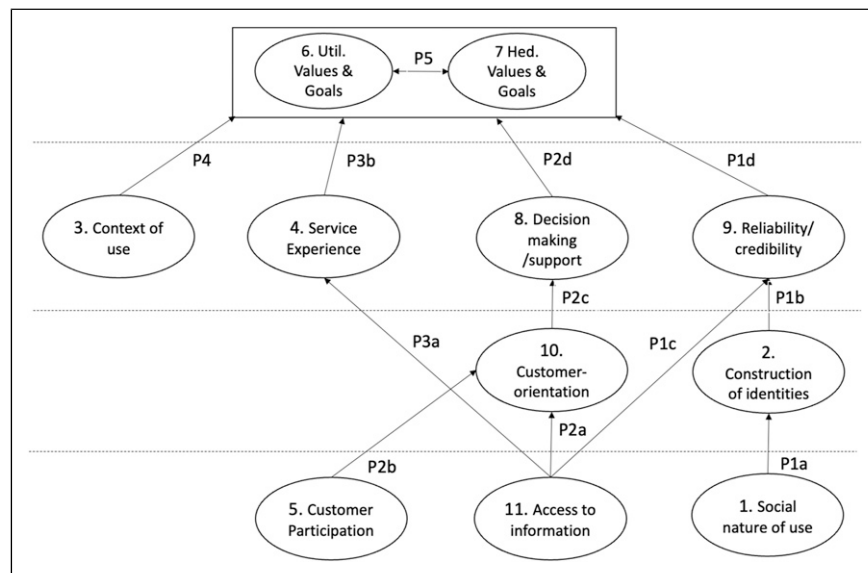 6. Util.
Values &
Goals
P5
7 Hed.
Values &
Goals
P4
P3b
P2d
P1d
3. Context of
use
4. Service
Experience
8. Decision
making
/support
9. Reliability/
credibility
P3a
P2c
P1c
P1b
10.
Customer-
orientation
2.
Construction
of identities
P2b
P2a
P1a
5. Customer
Participation
11. Access to
information
1. Social
nature of use